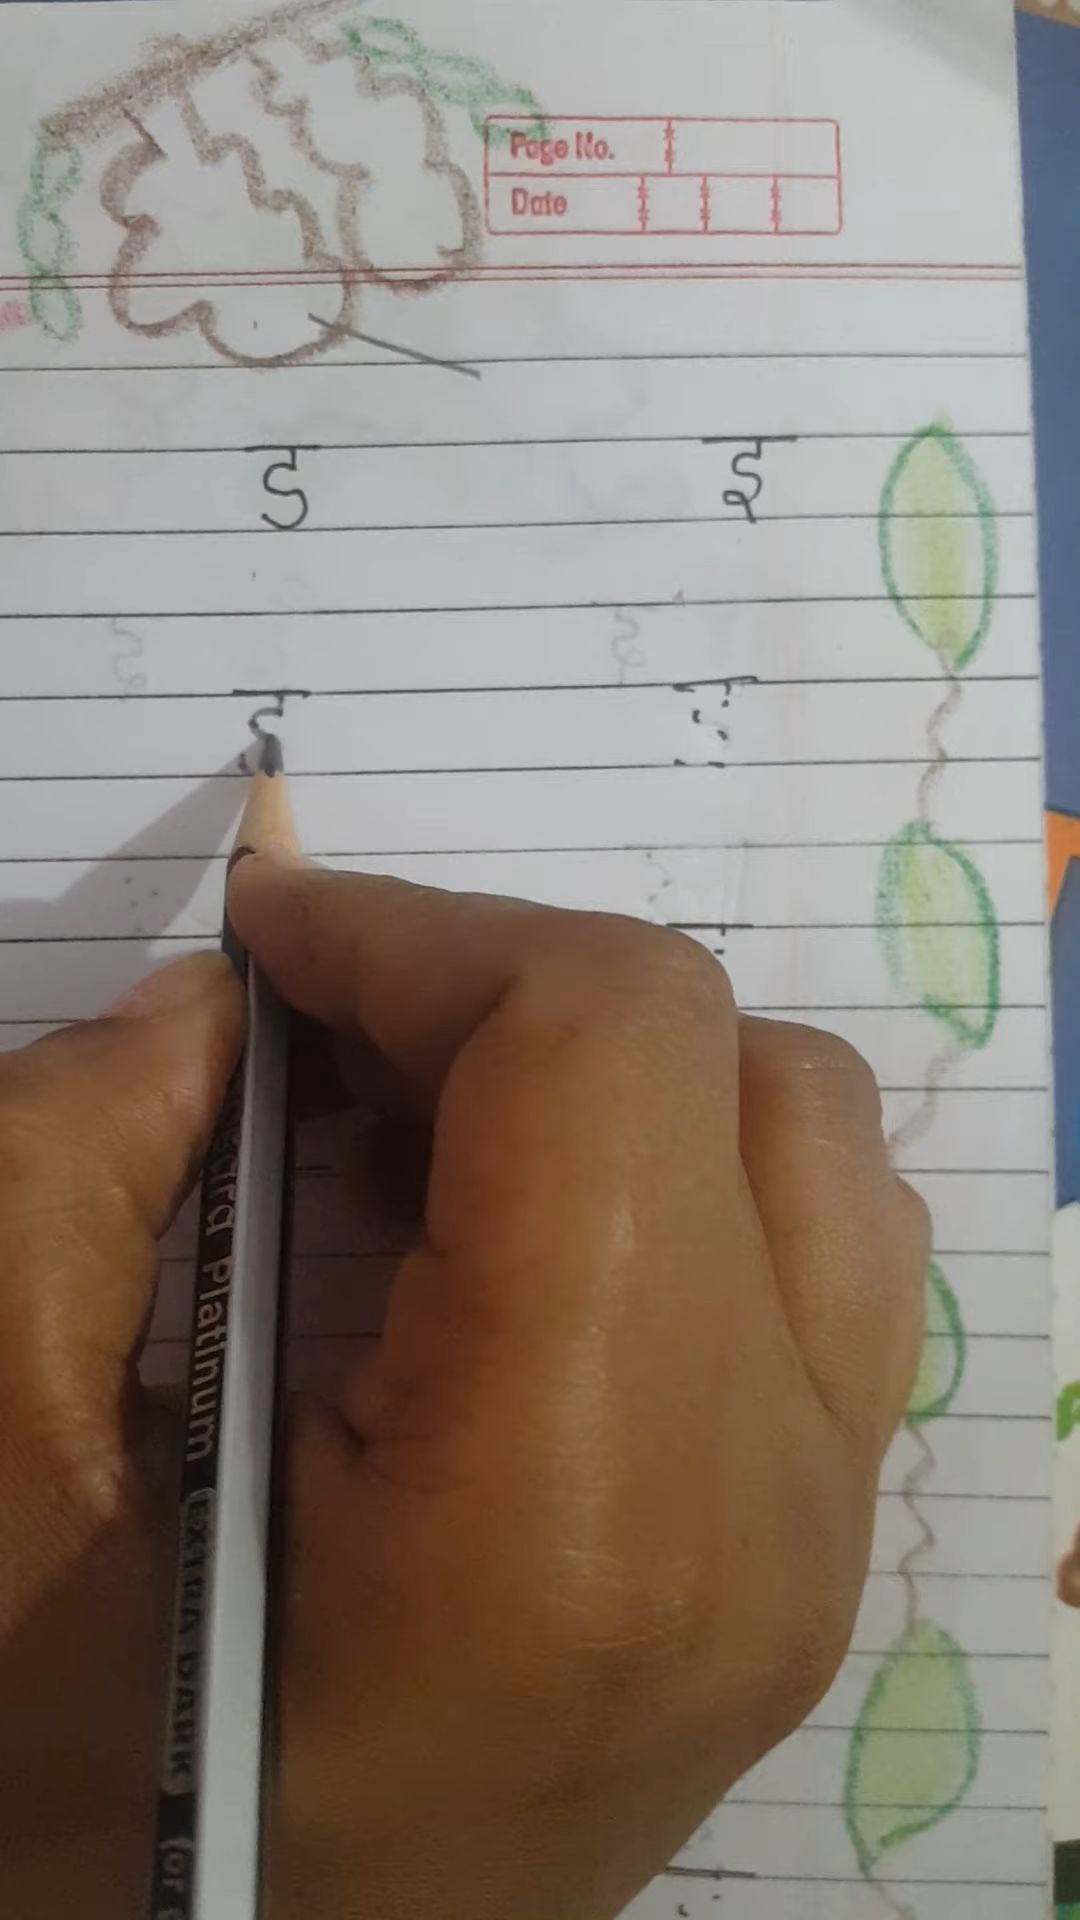 Page No.
Date
ड इ
Platinum (EXTRA DARK)